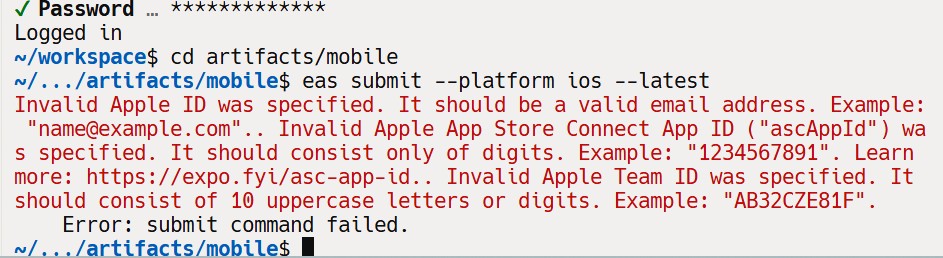 ✓ Password … *************
Logged in
~/workspace$ cd artifacts/mobile
~/.../artifacts/mobile$ eas submit --platform ios --latest
Invalid Apple ID was specified. It should be a valid email address. Example:
"name@example.com".. Invalid Apple App Store Connect App ID ("ascAppId") wa
s specified. It should consist only of digits. Example: "1234567891". Learn
more: https://expo.fyi/asc-app-id.. Invalid Apple Team ID was specified. It
should consist of 10 uppercase letters or digits. Example: "AB32CZE81F".
Error: submit command failed.
~/.../artifacts/mobile$